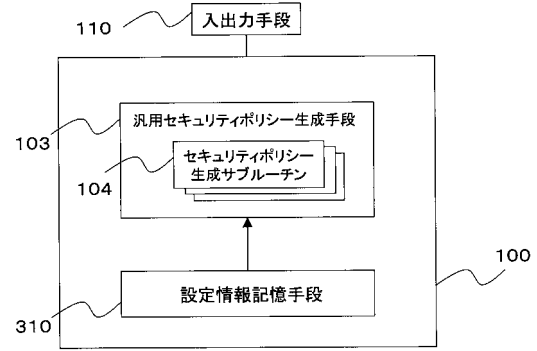 110
入出力手段
103
汎用セキュリティポリシー生成手段
104
セキュリティポリシー
生成サブルーチン
100
設定情報記憶手段
310